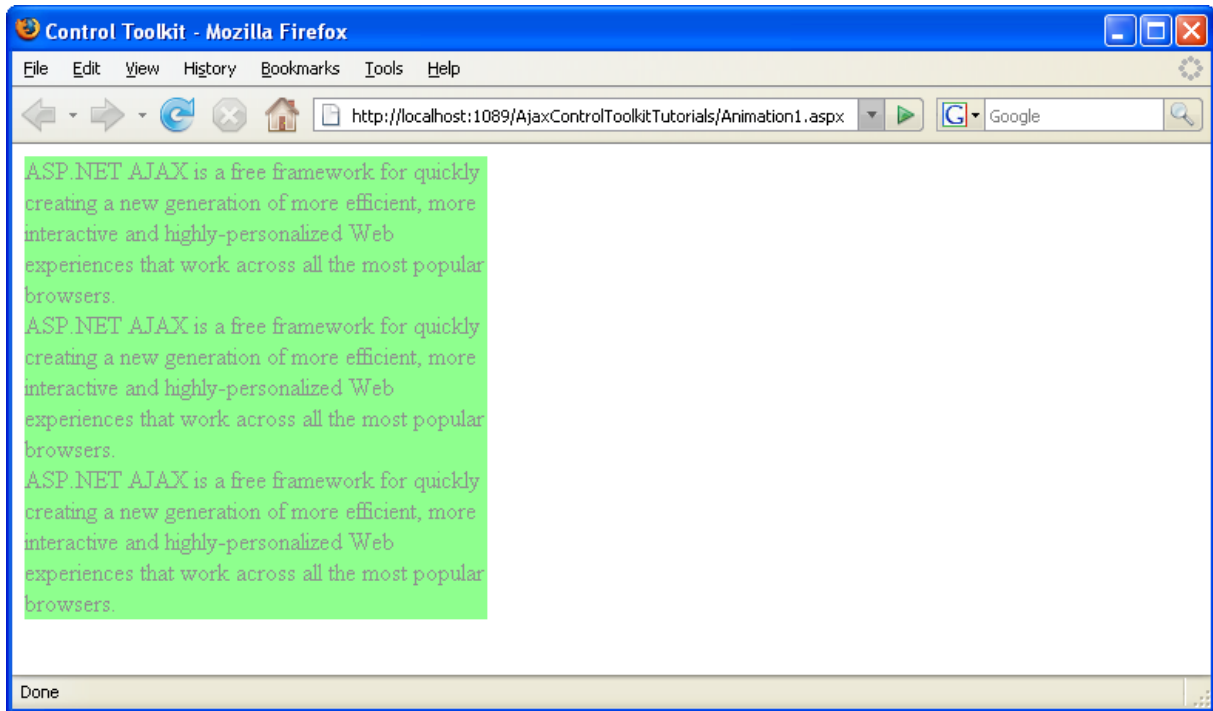 Control Toolkit - Mozilla Firefox
File Edit View History Bookmarks Tools Help
http://localhost:1089/AjaxControlToolkitTutorials/Animation1.aspx G Google
ASP.NET AJAX is a free framework for quickly
creating a new generation of more efficient, more
interactive and highly-personalized Web
experiences that work across all the most popular
browsers.
ASP.NET AJAX is a free framework for quickly
creating a new generation of more efficient, more
interactive and highly-personalized Web
experiences that work across all the most popular
browsers.
ASP.NET AJAX is a free framework for quickly
creating a new generation of more efficient, more
interactive and highly-personalized Web
experiences that work across all the most popular
browsers.
Done